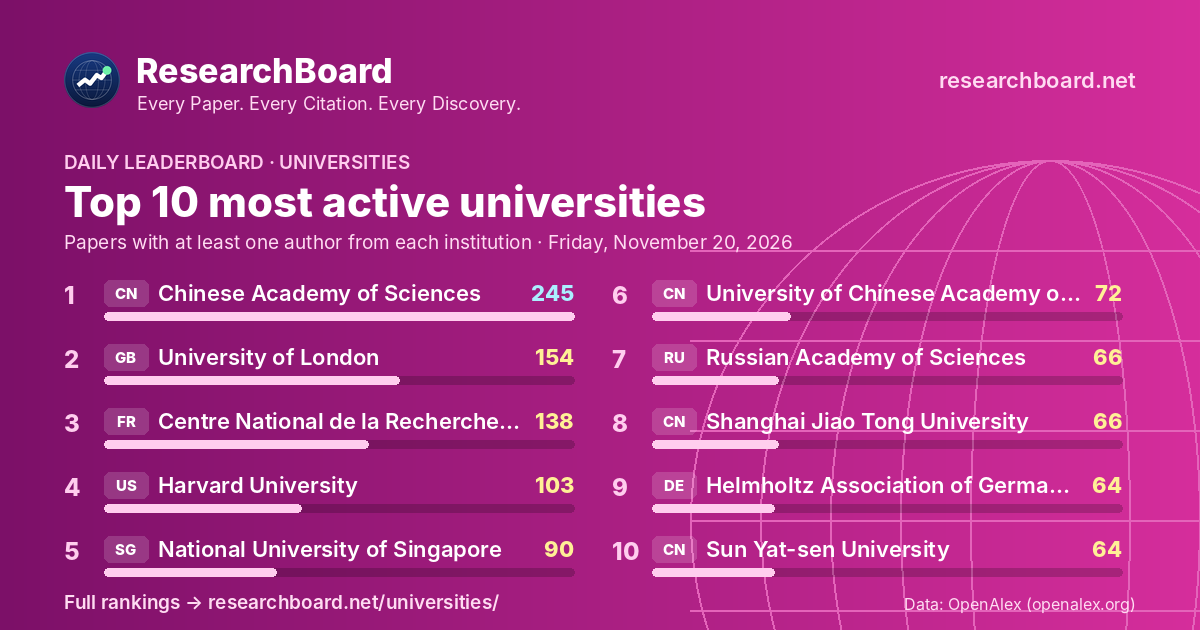 ResearchBoard
Every Paper. Every Citation. Every Discovery.
researchboard.net
DAILY LEADERBOARD · UNIVERSITIES
Top 10 most active universities
Papers with at least one author from each institution · Friday, November 20, 2026
1 CN Chinese Academy of Sciences 245
2 GB University of London 154
3 FR Centre National de la Recherche... 138
4 US Harvard University 103
5 SG National University of Singapore 90
6 CN University of Chinese Academy o... 72
7 RU Russian Academy of Sciences 66
8 CN Shanghai Jiao Tong University 66
9 DE Helmholtz Association of Germa... 64
10 CN Sun Yat-sen University 64
Full rankings → researchboard.net/universities/
Data: OpenAlex (openalex.org)